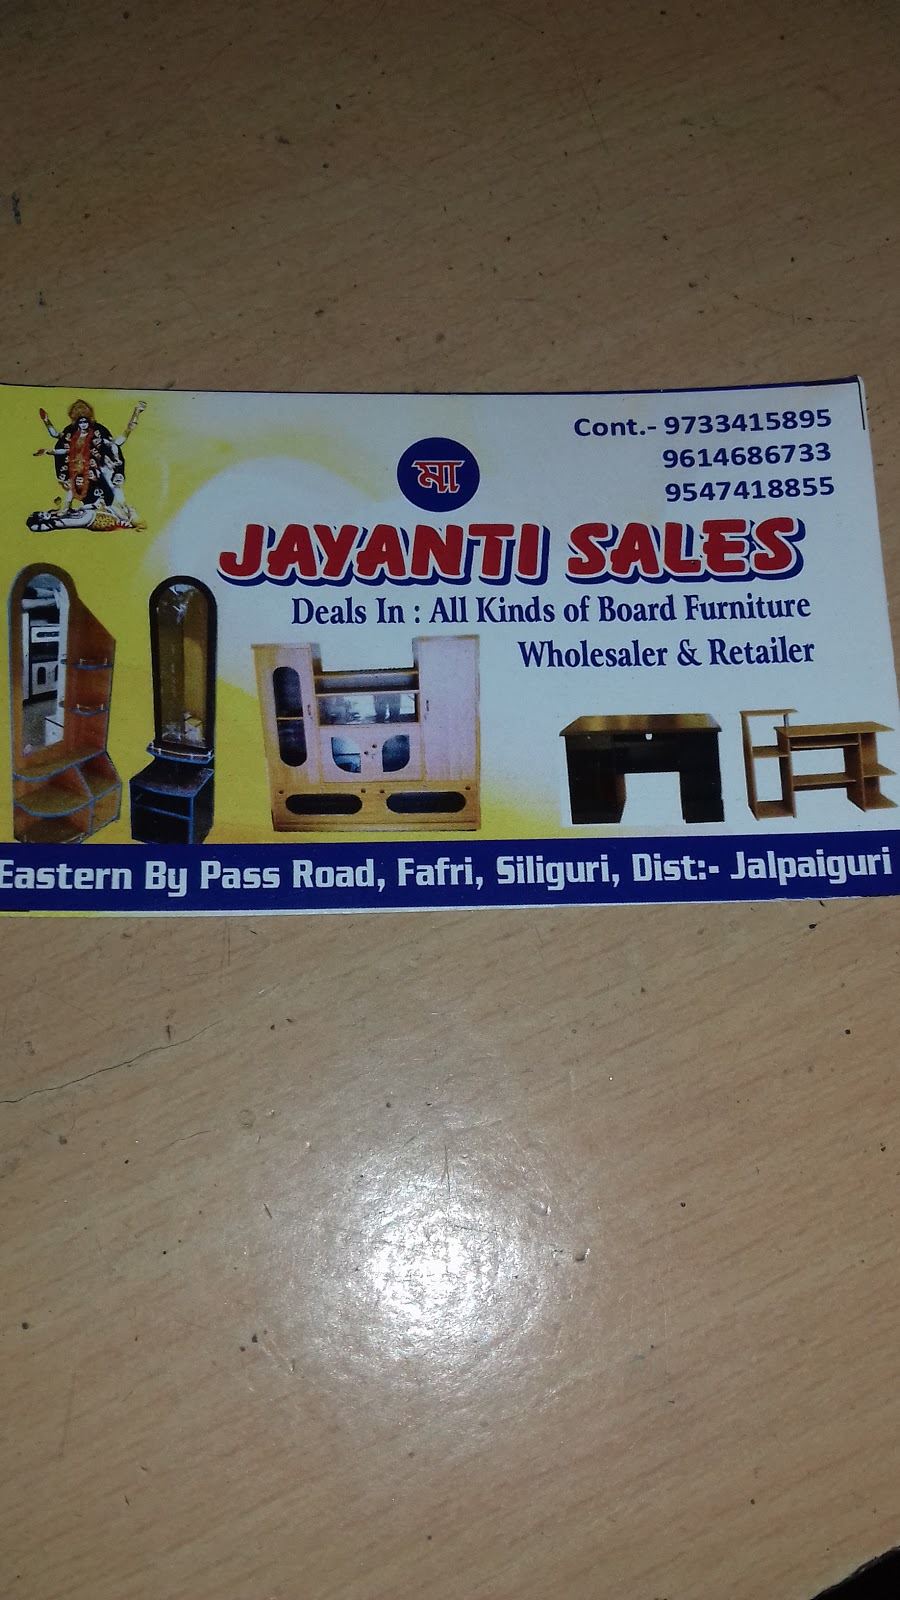 Cont.- 9733415895
9614686733
9547418855
মা
JAYANTI SALES
Deals In : All Kinds of Board Furniture
Wholesaler & Retailer
Eastern By Pass Road, Fafri, Siliguri, Dist:- Jalpaiguri